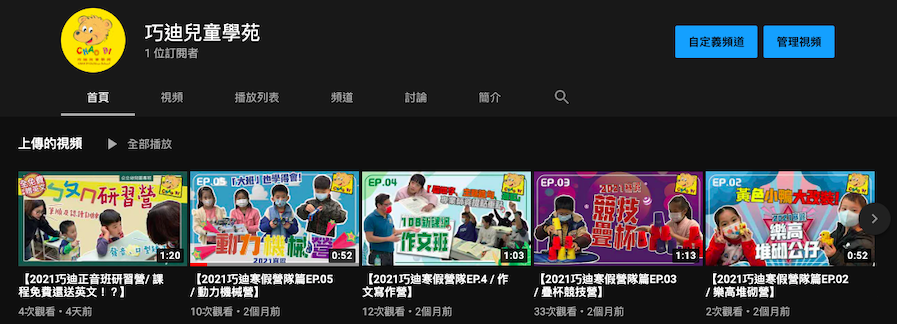 CHAO DI
巧迪兒童學苑
1 位訂閱者
自定義頻道
管理視頻
首頁
視頻
播放列表
頻道
討論
簡介
上傳的視頻
全部播放
ㄅㄆㄇ研習營
1:20
EP.05
「大班」也學得會!
動力機械營
2021寒假
0:52
EP.04
108新課綱
作文班
1:03
EP.03
2021寒假
競技
疊杯
1:13
EP.02
黃色小鴨大改製!
樂高
堆砌公仔
0:52
【2021巧迪正音班研習營/ 課
程免費還送英文！？】
4次觀看・4天前
【2021巧迪寒假營隊篇EP.05
/ 動力機械營】
10次觀看・2個月前
【2021巧迪寒假營隊EP.4 / 作
文寫作營】
12次觀看・2個月前
【2021巧迪寒假營隊篇EP.03
/ 疊杯競技營】
33次觀看・2個月前
【2021巧迪寒假營隊篇EP.02
/ 樂高堆砌營】
2次觀看・2個月前